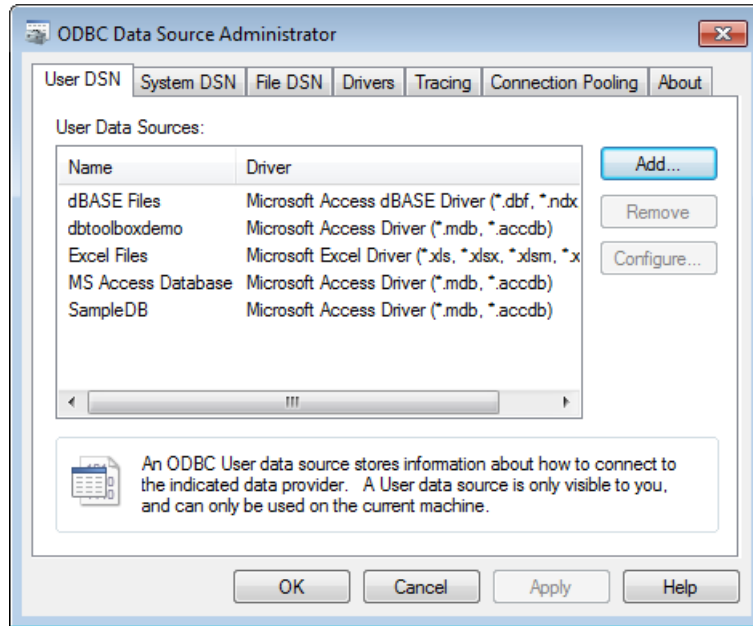 ODBC Data Source Administrator
User DSN System DSN File DSN Drivers Tracing Connection Pooling About
User Data Sources:
Name Driver
dBASE Files Microsoft Access dBASE Driver (*.dbf, *.ndx
dbtoolboxdemo Microsoft Access Driver (*.mdb, *.accdb)
Excel Files Microsoft Excel Driver (*.xls, *.xlsx, *.xlsm, *.x
MS Access Database Microsoft Access Driver (*.mdb, *.accdb)
SampleDB Microsoft Access Driver (*.mdb, *.accdb)
Add...
Remove
Configure...
An ODBC User data source stores information about how to connect to
the indicated data provider. A User data source is only visible to you,
and can only be used on the current machine.
OK Cancel Apply Help